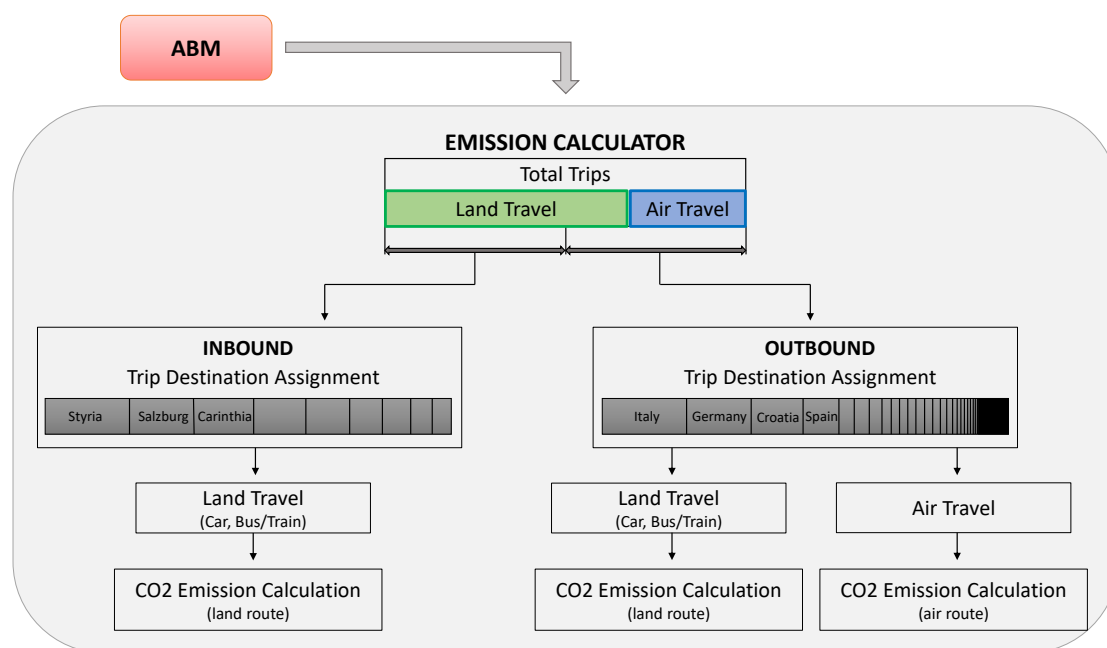 ABM
EMISSION CALCULATOR
Total Trips
Land Travel
Air Travel
INBOUND
Trip Destination Assignment
Styria
Salzburg
Carinthia
OUTBOUND
Trip Destination Assignment
Italy
Germany
Croatia
Spain
Land Travel
(Car, Bus/Train)
Land Travel
(Car, Bus/Train)
Air Travel
CO2 Emission Calculation
(land route)
CO2 Emission Calculation
(land route)
CO2 Emission Calculation
(air route)